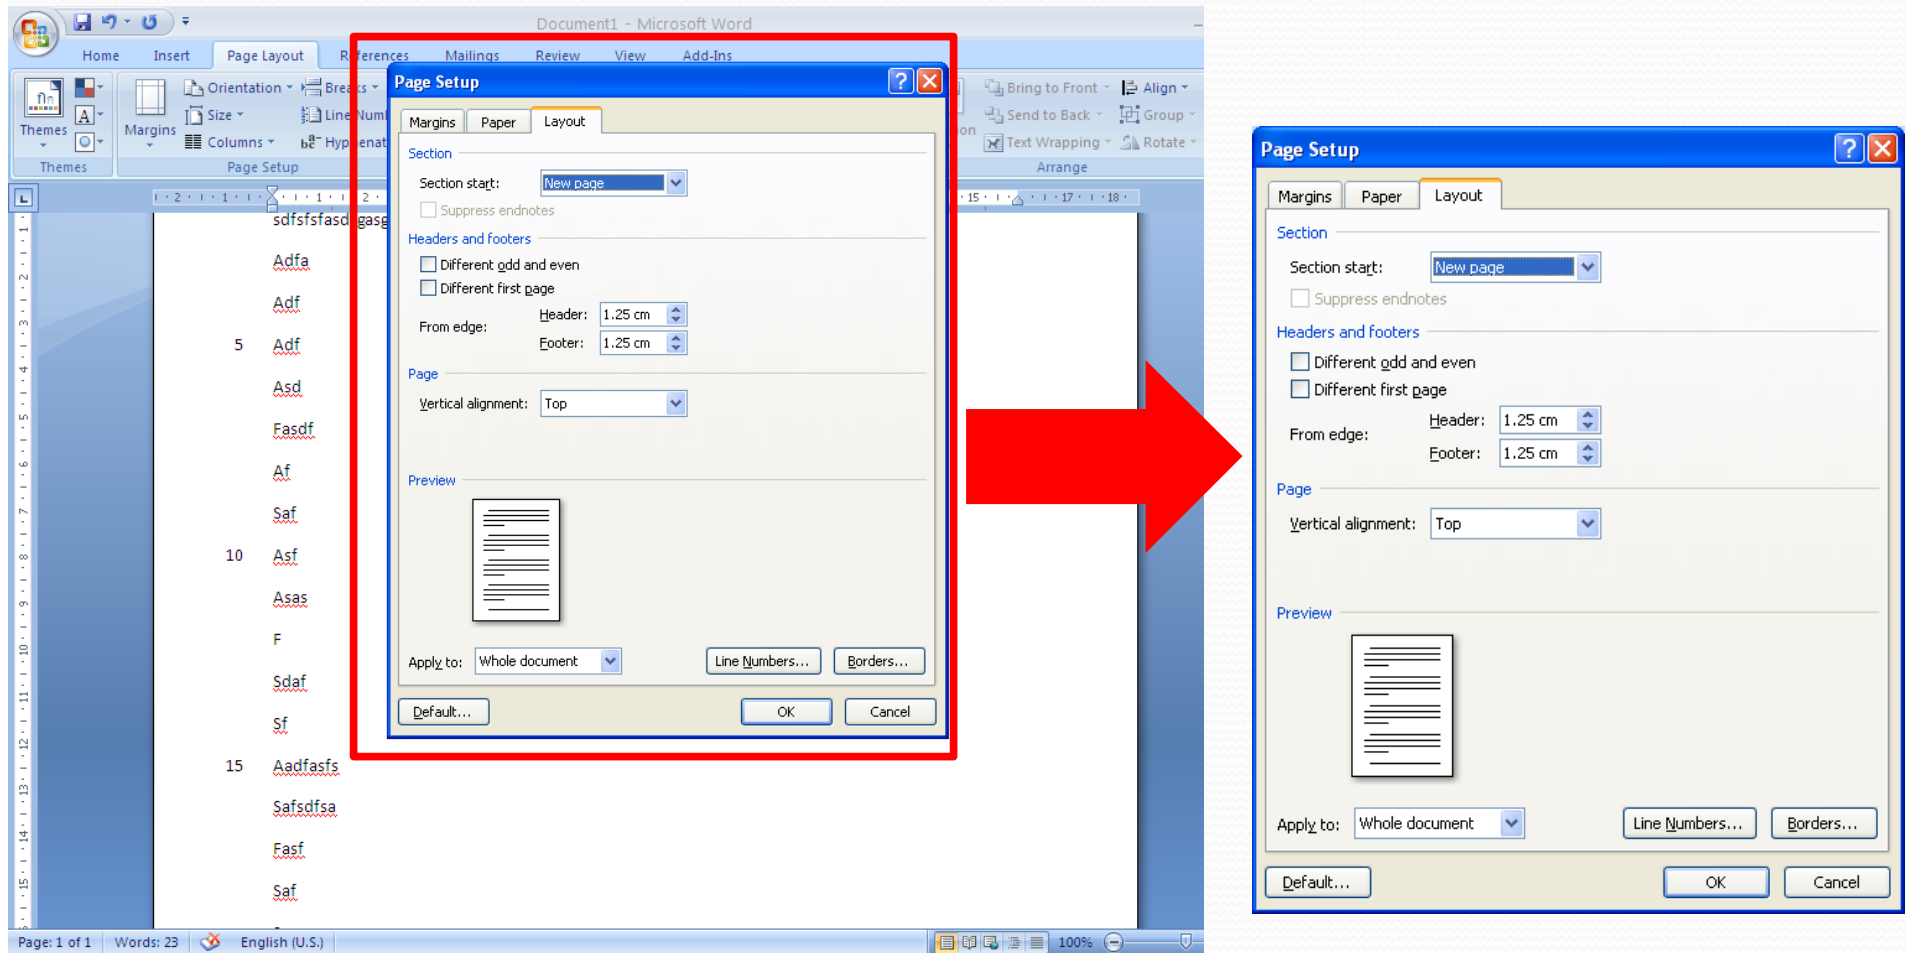 Document1 - Microsoft Word
Home Insert Page Layout References Mailings Review View Add-Ins
Themes
Themes
Margins
Orientation
Size
Columns
Breaks
Line Numl
Hyphenat
Page Setup
Bring to Front
Send to Back
Text Wrapping
Align
Group
Rotate
Arrange
Adfa
Adf
5 Adf
Asd
Fasdf
Af
Saf
10 Asf
Asas
F
Sdaf
Sf
15 Aadfasfs
Safsdfsa
Fasf
Saf
Page: 1 of 1 Words: 23 English (U.S.) 100%
Page Setup
Margins Paper Layout
Section
Section start: New page
Suppress endnotes
Headers and footers
Different odd and even
Different first page
From edge:
Header: 1.25 cm
Footer: 1.25 cm
Page
Vertical alignment: Top
Preview
Apply to: Whole document Line Numbers... Borders...
Default... OK Cancel
Page Setup
Margins Paper Layout
Section
Section start: New page
Suppress endnotes
Headers and footers
Different odd and even
Different first page
From edge:
Header: 1.25 cm
Footer: 1.25 cm
Page
Vertical alignment: Top
Preview
Apply to: Whole document Line Numbers... Borders...
Default... OK Cancel